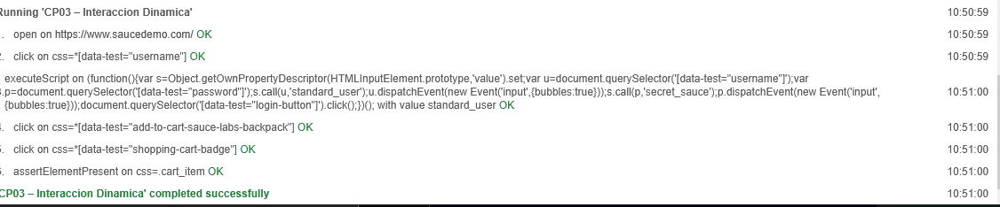 Running 'CP03 – Interaccion Dinamica' 10:50:59
. open on https://www.saucedemo.com/ OK 10:50:59
2. click on css=*[data-test="username"] OK 10:50:59
executeScript on (function(){var s=Object.getOwnPropertyDescriptor(HTMLInputElement.prototype,'value').set;var u=document.querySelector('[data-test="username"]');var
3.p=document.querySelector('[data-test="password"]');s.call(u,'standard_user');u.dispatchEvent(new Event('input',{bubbles:true}));s.call(p,'secret_sauce');p.dispatchEvent(new Event('input', 10:51:00
{bubbles:true}));document.querySelector('[data-test="login-button"]').click();})(); with value standard_user OK
4. click on css=*[data-test="add-to-cart-sauce-labs-backpack"] OK 10:51:00
5. click on css=*[data-test="shopping-cart-badge"] OK 10:51:00
6. assertElementPresent on css=.cart_item OK 10:51:00
'CP03 – Interaccion Dinamica' completed successfully 10:51:00